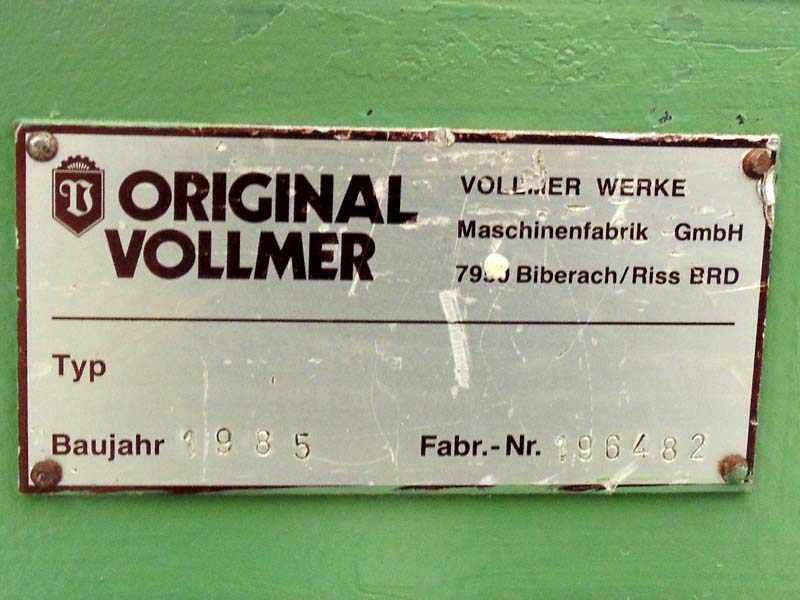 ORIGINAL
VOLLMER
VOLLMER WERKE
Maschinenfabrik GmbH
Biberach/Riss BRD
Typ
Baujahr 1985
Fabr.-Nr. 196482